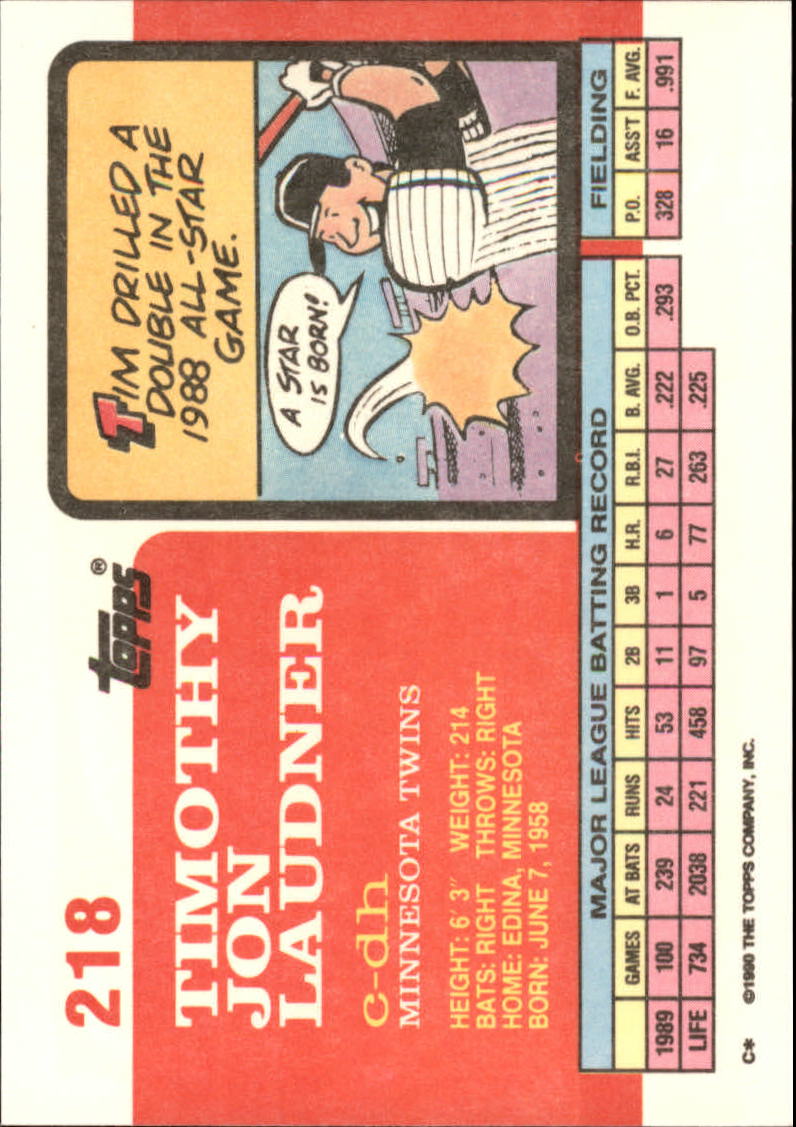 218
topps®
TIMOTHY
JON
LAUDNER
c-dh
MINNESOTA TWINS
HEIGHT: 6' 3" WEIGHT: 214
BATS: RIGHT THROWS: RIGHT
HOME: EDINA, MINNESOTA
BORN: JUNE 7, 1958
TIM DRILLED A
DOUBLE IN THE
1988 ALL-STAR
GAME.
A STAR
IS BORN!
MAJOR LEAGUE BATTING RECORD FIELDING
GAMES AT BATS RUNS HITS 2B 3B H.R. R.B.I. B. AVG. O.B. PCT. P.O. ASS'T F. AVG.
1989 100 239 24 53 11 1 6 27 .222 .293 328 16 .991
LIFE 734 2038 221 458 97 5 77 263 .225
C* ©1990 THE TOPPS COMPANY, INC.